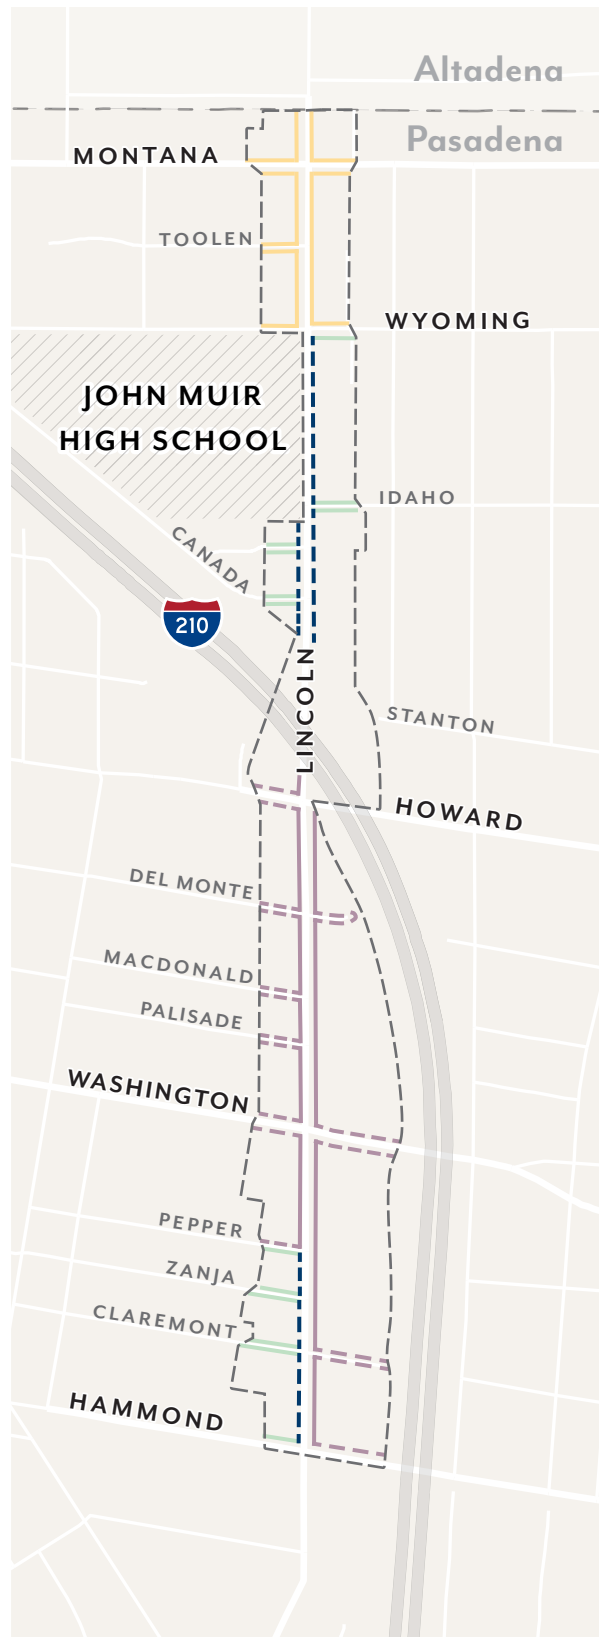 Altadena
Pasadena
MONTANA
TOOLEN
WYOMING
JOHN MUIR
HIGH SCHOOL
IDAHO
CANADA
210
LINCOLN
STANTON
HOWARD
DEL MONTE
MACDONALD
PALISADE
WASHINGTON
PEPPER
ZANJA
CLAREMONT
HAMMOND